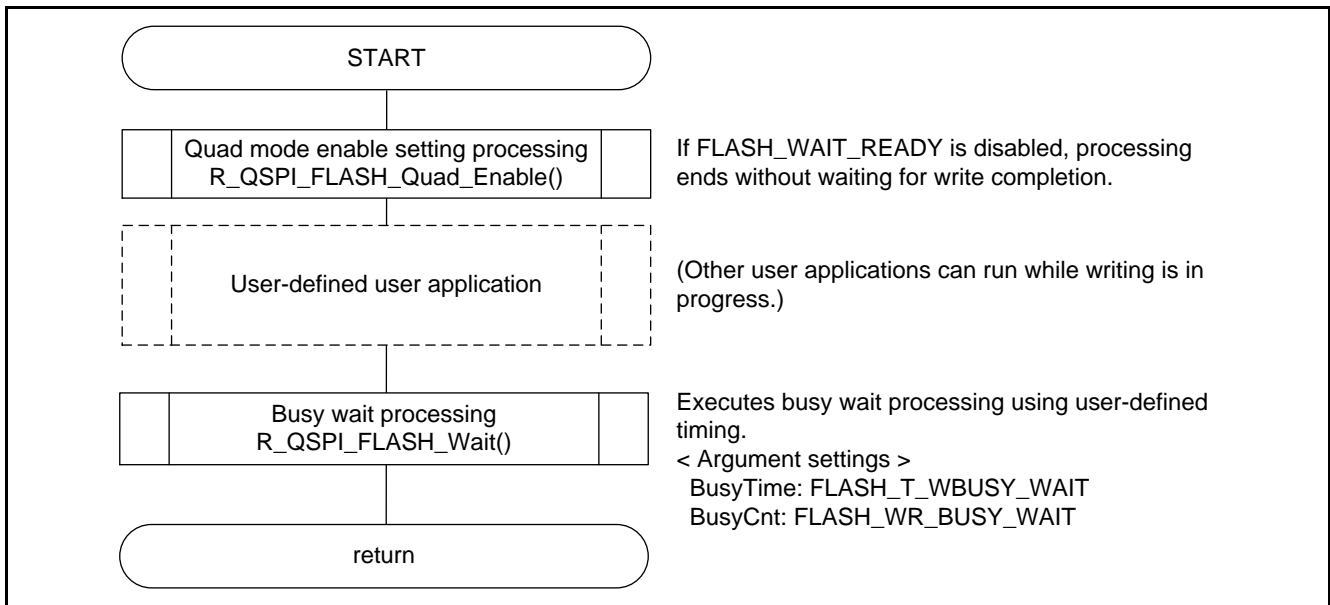 START
Quad mode enable setting processing
R_QSPI_FLASH_Quad_Enable()
If FLASH_WAIT_READY is disabled, processing
ends without waiting for write completion.
User-defined user application
(Other user applications can run while writing is in
progress.)
Busy wait processing
R_QSPI_FLASH_Wait()
Executes busy wait processing using user-defined
timing.
< Argument settings >
BusyTime: FLASH_T_WBUSY_WAIT
BusyCnt: FLASH_WR_BUSY_WAIT
return